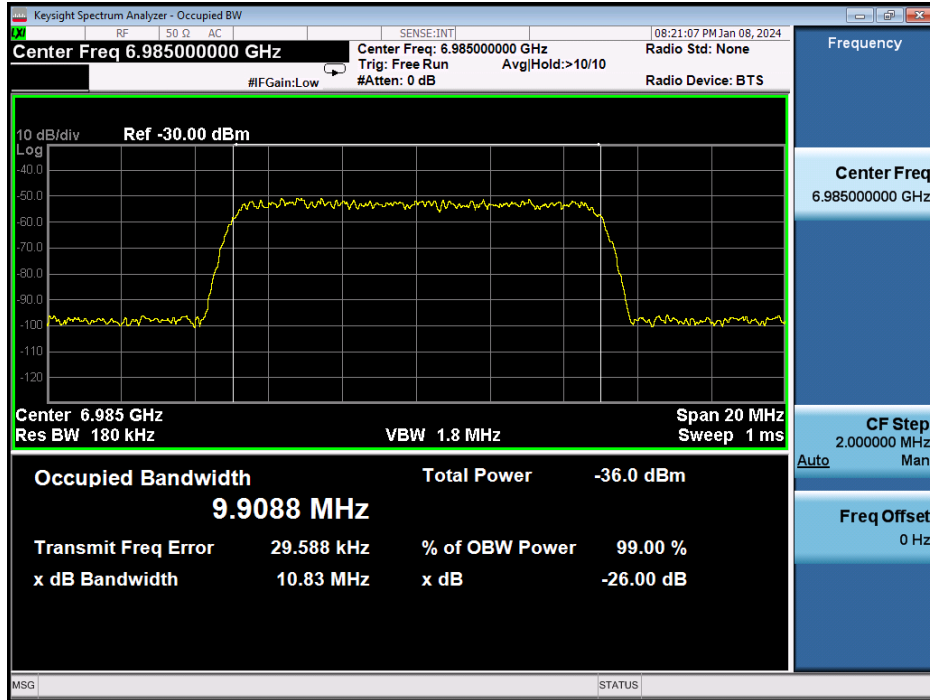 Keysight Spectrum Analyzer - Occupied BW
LXI RF 50 Ω AC SENSE:INT 08:21:07 PM Jan 08, 2024
Center Freq 6.985000000 GHz
Center Freq: 6.985000000 GHz
Radio Std: None
Trig: Free Run Avg|Hold:>10/10
#IFGain:Low
#Atten: 0 dB
Radio Device: BTS
10 dB/div Ref -30.00 dBm
Log
-40.0
-50.0
-60.0
-70.0
-80.0
-90.0
-100
-110
-120
Center 6.985 GHz Span 20 MHz
Res BW 180 kHz VBW 1.8 MHz Sweep 1 ms
Occupied Bandwidth Total Power -36.0 dBm
9.9088 MHz
Transmit Freq Error 29.588 kHz % of OBW Power 99.00 %
x dB Bandwidth 10.83 MHz x dB -26.00 dB
MSG STATUS
Frequency
Center Freq
6.985000000 GHz
CF Step
2.000000 MHz
Auto Man
Freq Offset
0 Hz